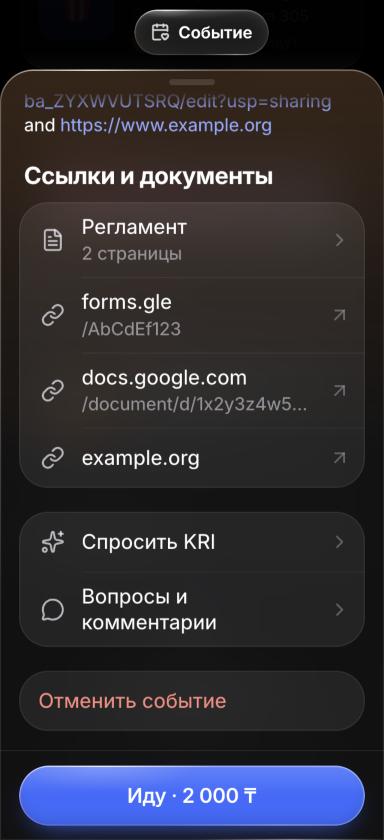 Событие
ba_ZYXWVUTSRQ/edit?usp=sharing
and https://www.example.org
Ссылки и документы
Регламент
2 страницы
forms.gle
/AbCdEf123
docs.google.com
/document/d/1x2y3z4w5...
example.org
Спросить KRI
Вопросы и
комментарии
Отменить событие
Иду · 2 000 ₸